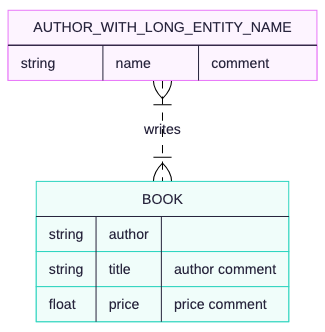 AUTHOR_WITH_LONG_ENTITY_NAME
string name comment
writes
BOOK
string author
string title author comment
float price price comment